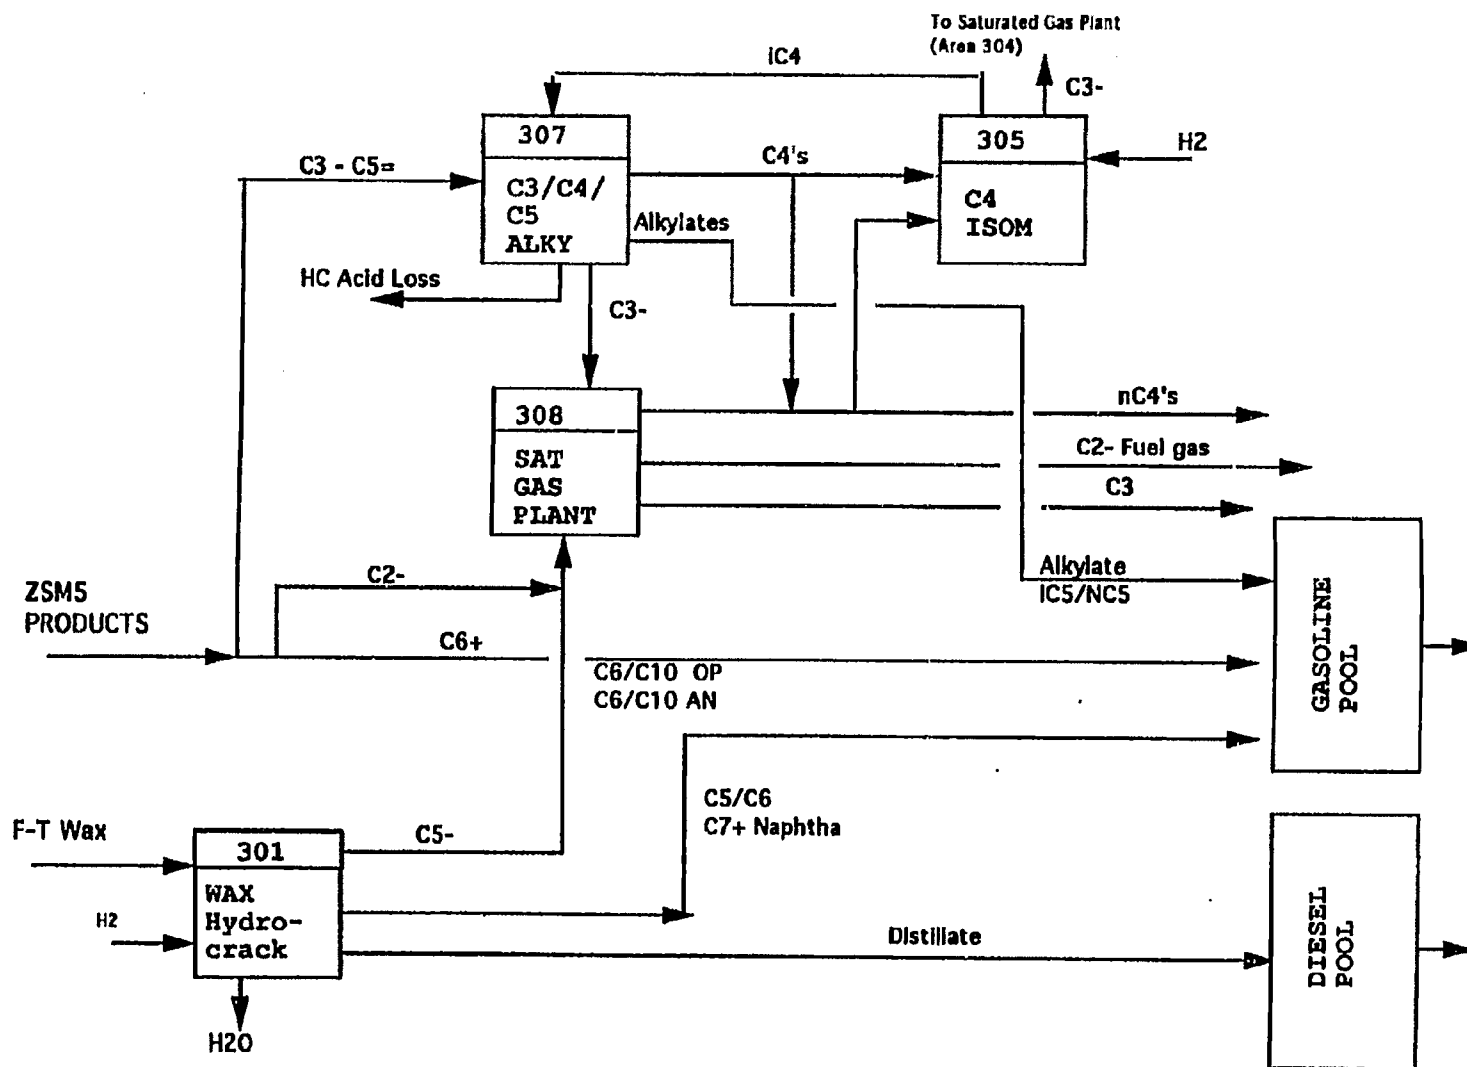 To Saturated Gas Plant
(Area 304)
iC4
C3-
307
305
H2
C3 - C5=
C4's
C3/C4/
C5
ALKY
C4
ISOM
Alkylates
HC Acid Loss
C3-
308
nC4's
SAT
GAS
PLANT
C2- Fuel gas
C3
Alkylate
IC5/NC5
C2-
ZSM5
PRODUCTS
C6+
C6/C10 OP
C6/C10 AN
GASOLINE
POOL
C5/C6
C7+ Naphtha
F-T Wax
C5-
301
WAX
Hydro-
crack
H2
Distillate
DIESEL
POOL
H2O